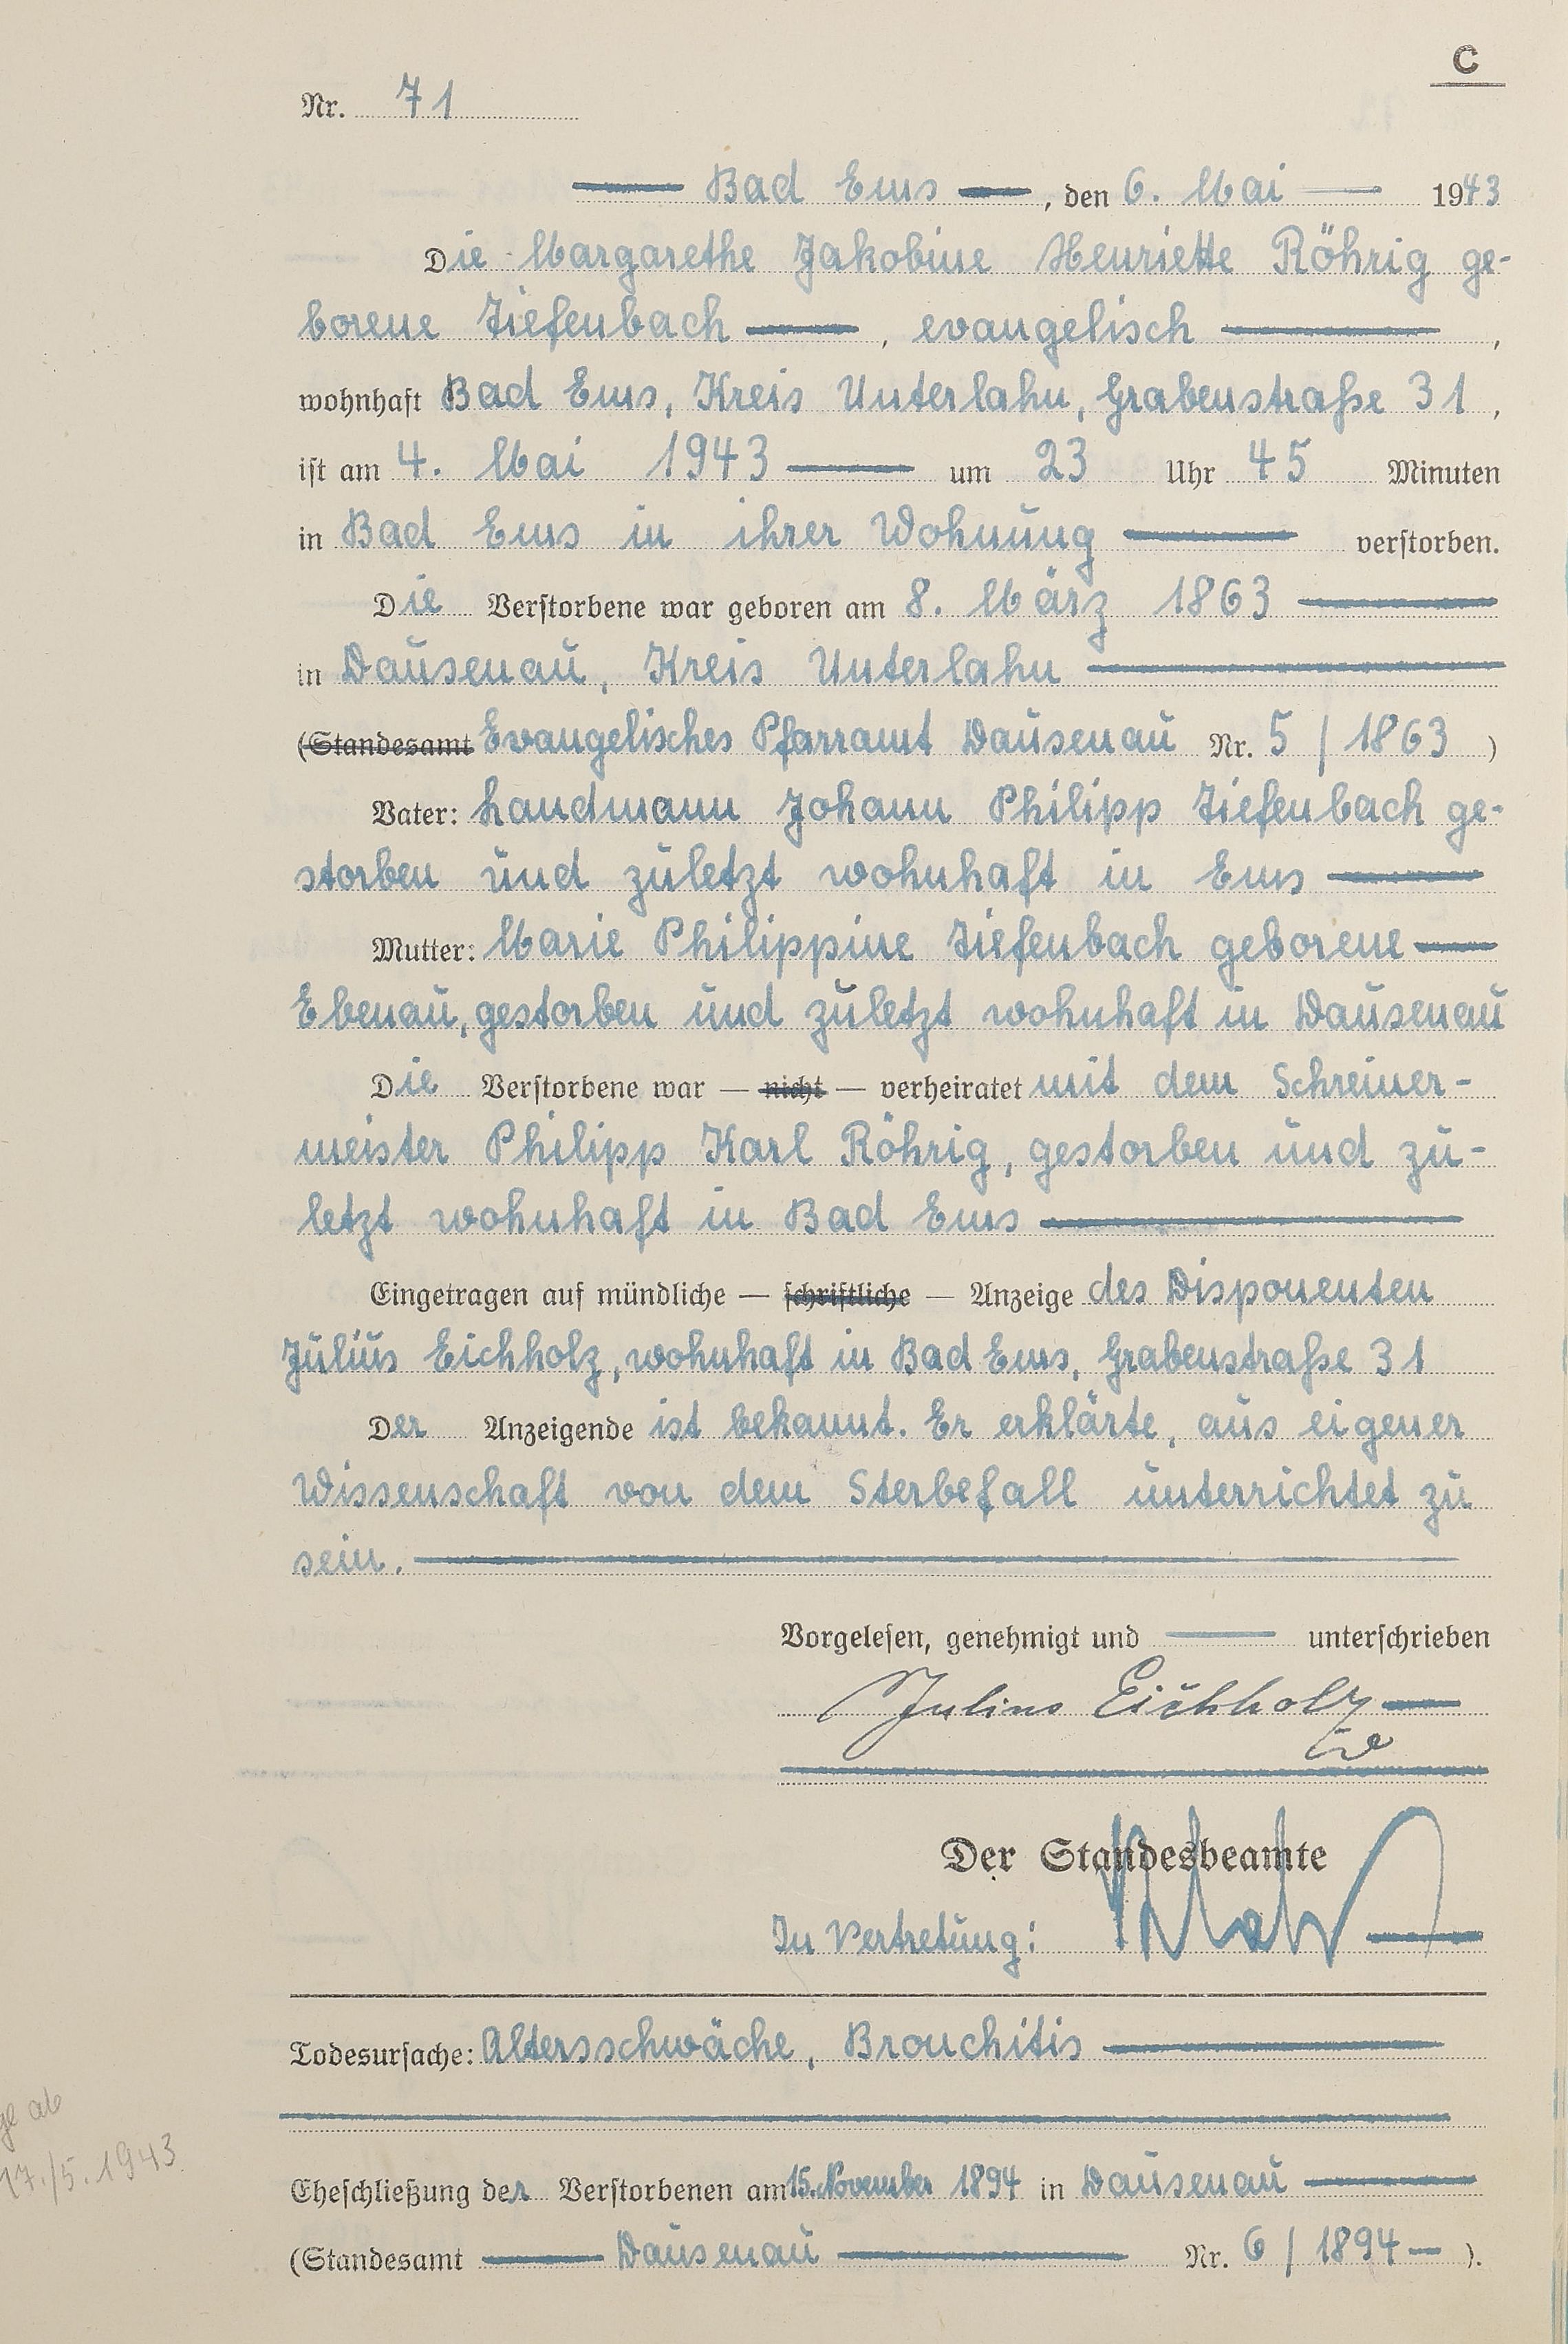 C
Nr. 71
Bad Ems, den 6. Mai 1943
Die Margarethe Jakobine Henriette Röhrig ge-
borene Tiefenbach, evangelisch,
wohnhaft Bad Ems, Kreis Unterlahn, Grabenstraße 31,
ist am 4. Mai 1943 um 23 Uhr 45 Minuten
in Bad Ems in ihrer Wohnung verstorben.
Die Verstorbene war geboren am 8. März 1863
in Dausenau, Kreis Unterlahn
(Standesamt Evangelisches Pfarramt Dausenau Nr. 5 / 1863)
Vater: Landmann Johann Philipp Tiefenbach ge-
storben und zuletzt wohnhaft in Ems
Mutter: Marie Philippine Tiefenbach geborene
Ebenau, gestorben und zuletzt wohnhaft in Dausenau
Die Verstorbene war — nicht — verheiratet mit dem Schreiner-
meister Philipp Karl Röhrig, gestorben und zu-
letzt wohnhaft in Bad Ems
Eingetragen auf mündliche — schriftliche — Anzeige des Disponenten
Julius Eichholz, wohnhaft in Bad Ems, Grabenstraße 31
Der Anzeigende ist bekannt. Er erklärte, aus eigener
Wissenschaft von dem Sterbefall unterrichtet zu
sein.
Vorgelesen, genehmigt und unterschrieben
Julius Eichholz
Der Standesbeamte
In Vertretung:
Todesursache: Altersschwäche, Bronchitis
ab
17./5.1943
Eheschließung der Verstorbenen am 15. November 1894 in Dausenau
(Standesamt Dausenau Nr. 6 / 1894).